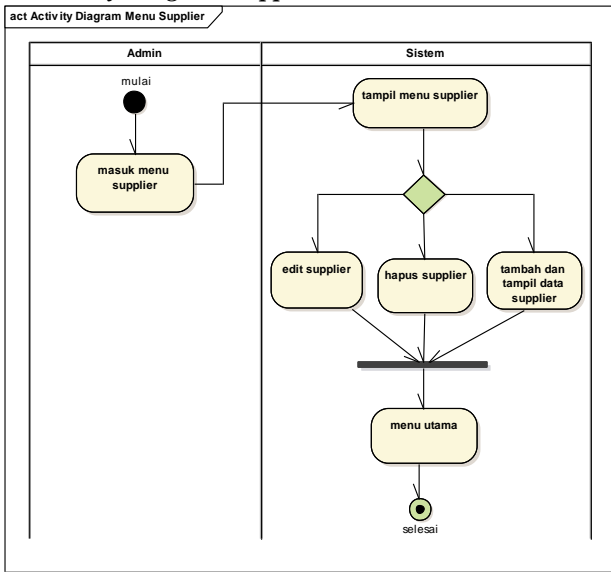 act Activity Diagram Menu Supplier
Admin
Sistem
mulai
tampil menu supplier
masuk menu
supplier
edit supplier
hapus supplier
tambah dan
tampil data
supplier
menu utama
selesai